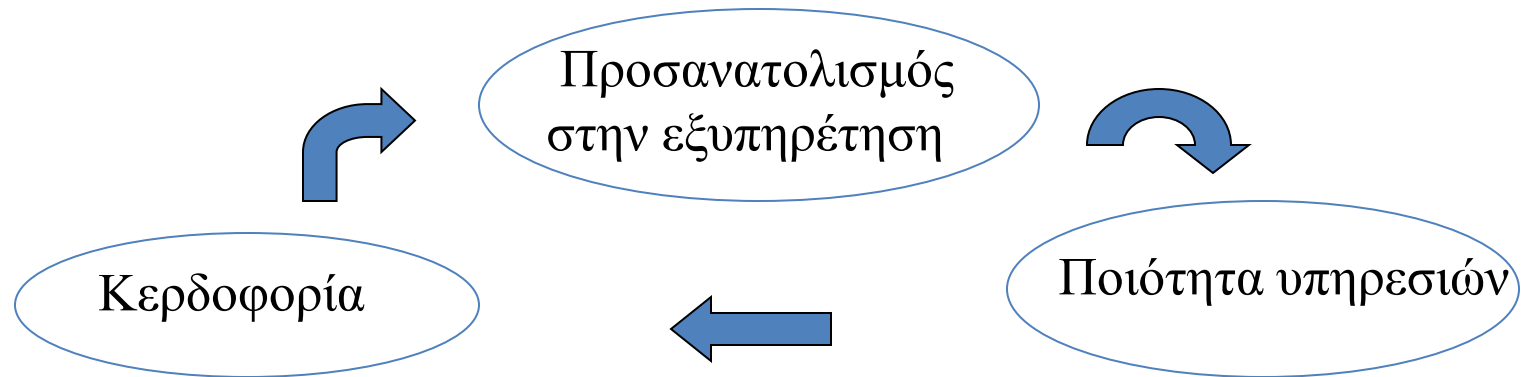 Προσανατολισμός
στην εξυπηρέτηση
Κερδοφορία
Ποιότητα υπηρεσιών